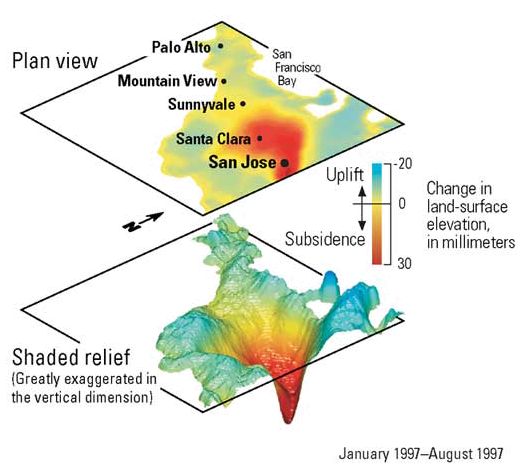 Plan view
Palo Alto
San
Francisco
Bay
Mountain View
Sunnyvale
Santa Clara
San Jose
Uplift
Subsidence
-20
0
30
Change in
land-surface
elevation,
in millimeters
N
Shaded relief
(Greatly exaggerated in
the vertical dimension)
January 1997–August 1997